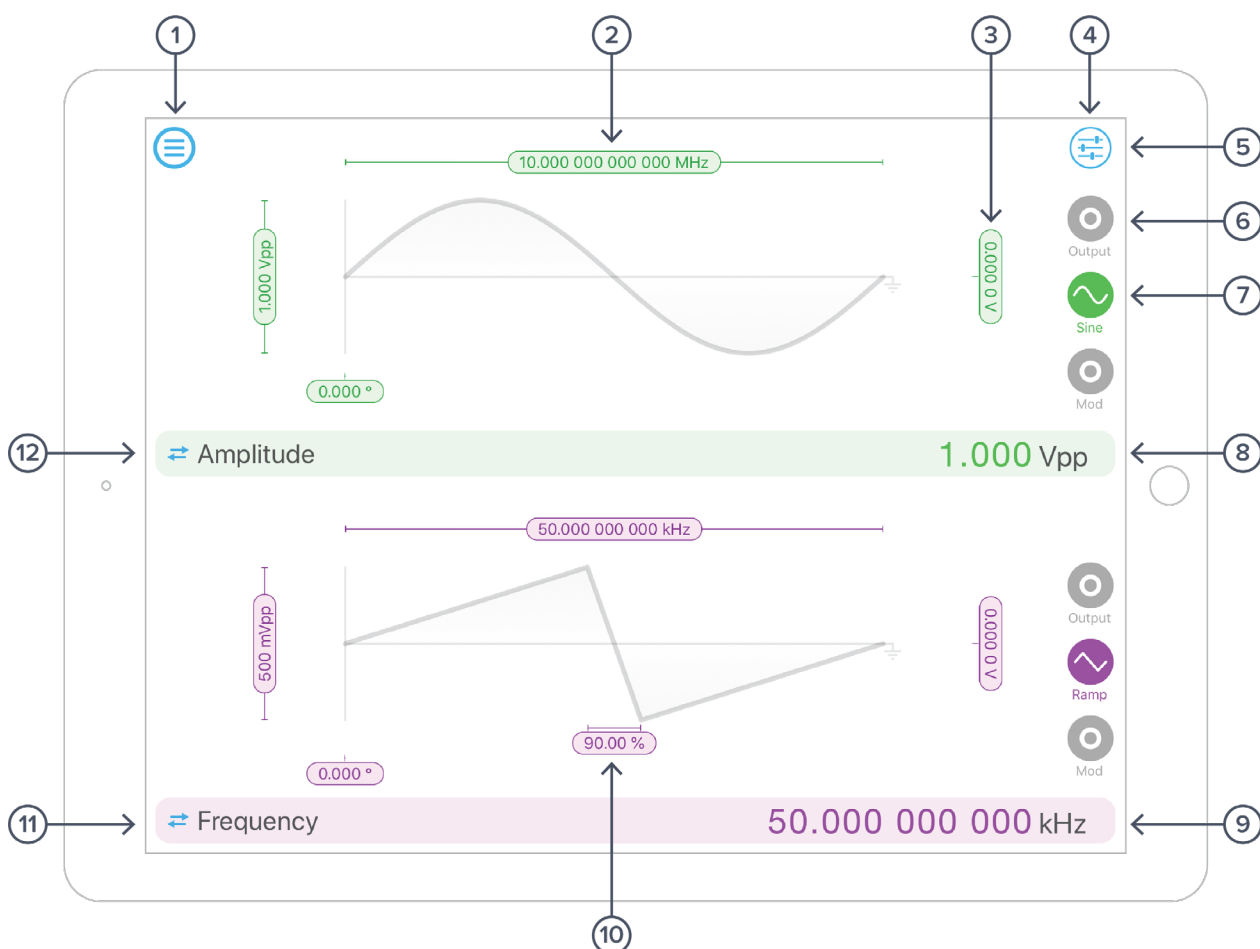 1
2
3
4
10.000 000 000 000 MHz
5
6
Output
1.000 Vpp
0.000 0 V
7
Sine
0.000 °
Mod
12
Amplitude
1.000 Vpp
8
50.000 000 000 kHz
Output
500 mVpp
0.000 0 V
Ramp
90.00 %
0.000 °
Mod
11
Frequency
50.000 000 000 kHz
9
10